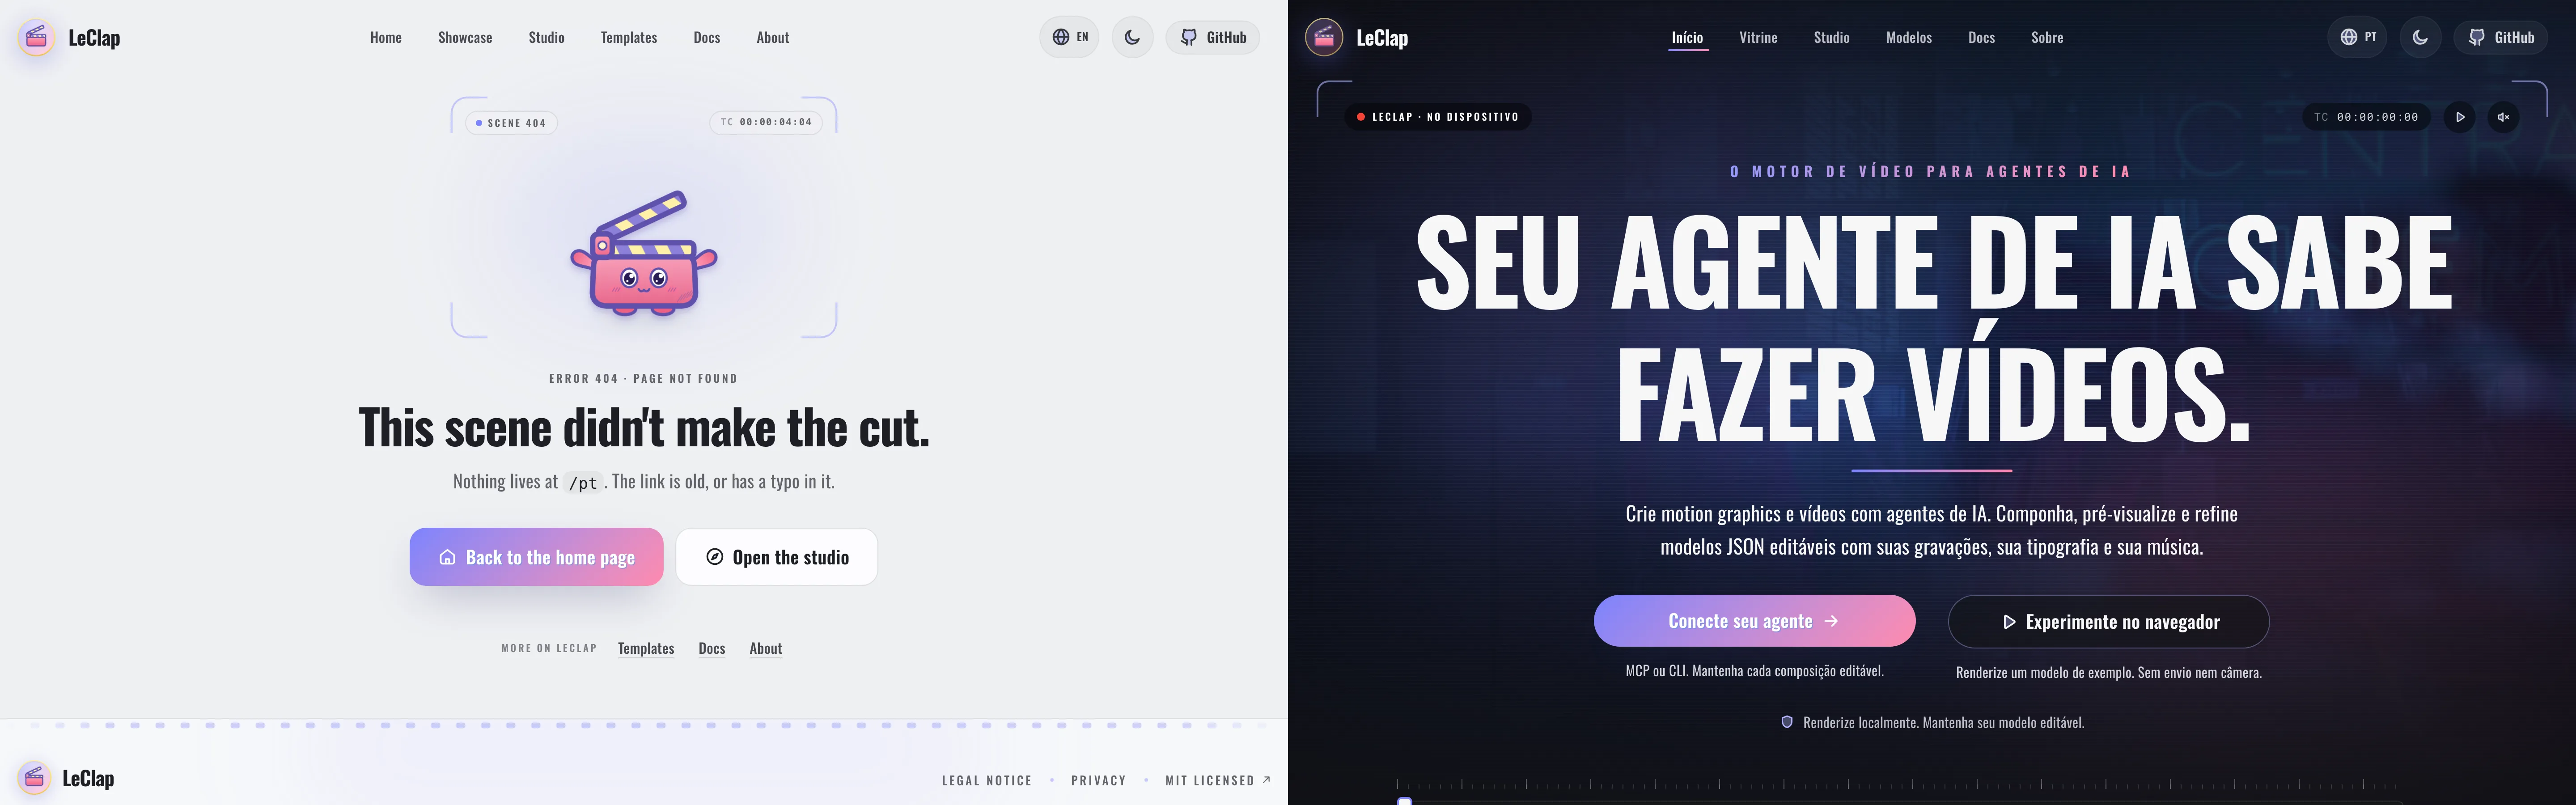 LeClap
Home Showcase Studio Templates Docs About
EN
GitHub
SCENE 404
TC 00:00:04:04
ERROR 404 · PAGE NOT FOUND
This scene didn't make the cut.
Nothing lives at /pt. The link is old, or has a typo in it.
Back to the home page
Open the studio
MORE ON LECLAP Templates Docs About
LeClap
LEGAL NOTICE • PRIVACY • MIT LICENSED ↗
LeClap
Início Vitrine Studio Modelos Docs Sobre
PT
GitHub
LECLAP · NO DISPOSITIVO
TC 00:00:00:00
O MOTOR DE VÍDEO PARA AGENTES DE IA
SEU AGENTE DE IA SABE
FAZER VÍDEOS.
Crie motion graphics e vídeos com agentes de IA. Componha, pré-visualize e refine
modelos JSON editáveis com suas gravações, sua tipografia e sua música.
Conecte seu agente →
Experimente no navegador
MCP ou CLI. Mantenha cada composição editável.
Renderize um modelo de exemplo. Sem envio nem câmera.
Renderize localmente. Mantenha seu modelo editável.